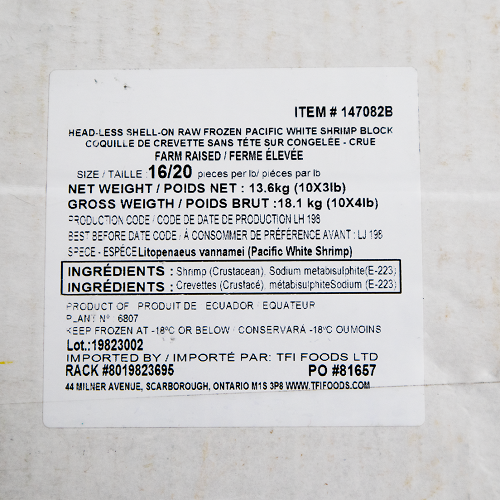 ITEM # 147082B
HEAD-LESS SHELL-ON RAW FROZEN PACIFIC WHITE SHRIMP BLOCK
COQUILLE DE CREVETTE SANS TÉTE SUR CONGELÉE - CRUE
FARM RAISED / FERME ÉLEVÉE
SIZE / TAILLE 16/20 pieces per lb/ pièces par lb
NET WEIGHT / POIDS NET : 13.6kg (10X3lb)
GROSS WEIGTH / POIDS BRUT :18.1 kg (10X4lb)
PRODUCTION CODE / CODE DE DATE DE PRODUCTION LH 198
BEST BEFORE DATE CODE / À CONSOMMER DE PRÉFÉRENCE AVANT : LJ 198
SPECE - ESPÈCE Litopenaeus vannamei (Pacific White Shrimp)
INGRÉDIENTS : Shrimp (Crustacean), Sodium metabisulphite(E-223)
INGRÉDIENTS : Crevettes (Crustacé), métabisulphiteSodium (E-223)
PRODUCT OF / PRODUIT DE ECUADOR / EQUATEUR
PLANT N° 6807
KEEP FROZEN AT -18ºC OR BELOW / CONSERVARÁ -18ºC OUMOINS
Lot.:19823002
IMPORTED BY / IMPORTÉ PAR: TFI FOODS LTD
RACK #8019823695 PO #81657
44 MILNER AVENUE, SCARBOROUGH, ONTARIO M1S 3P8 WWW.TFIFOODS.COM